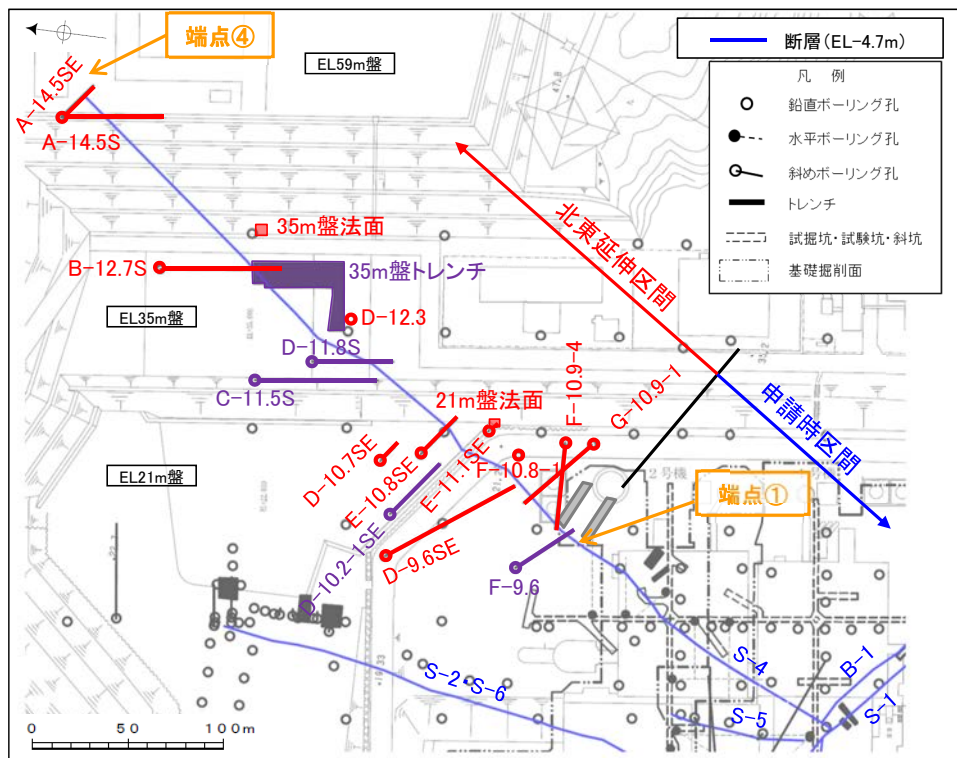 端点④
EL59m盤
断層(EL-4.7m)
凡 例
鉛直ボーリング孔
水平ボーリング孔
斜めボーリング孔
トレンチ
試掘坑・試験坑・斜坑
基礎掘削面
A-14.5SE
A-14.5S
47.8
北東延伸区間
35m盤法面
B-12.7S
35m盤トレンチ
EL35m盤
D-12.3
D-11.8S
C-11.5S
35.2
F-10.9-4
G-10.9-1
申請時区間
21m盤法面
EL21m盤
D-10.7SE
E-10.8SE
E-11.1SE
F-10.8-1
2号機
端点①
D-10.2-1SE
D-9.6SE
F-9.6
S-2・S-6
S-4
B-1
S-1
S-5
0 50 100m